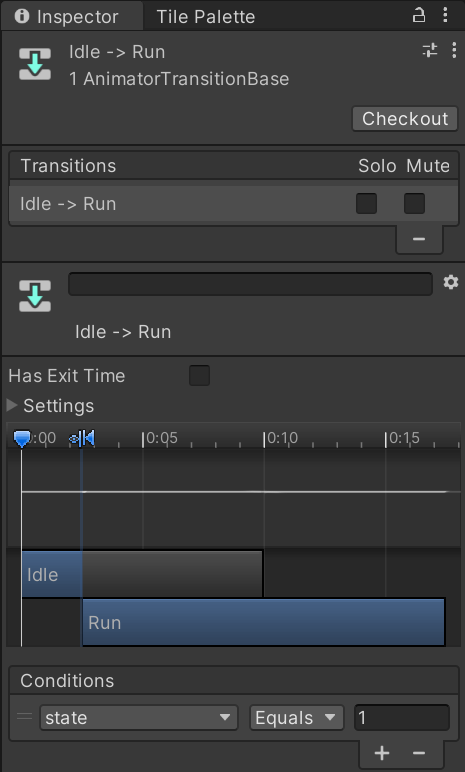 Inspector Tile Palette
Idle -> Run
1 AnimatorTransitionBase
Checkout
Transitions Solo Mute
Idle -> Run
Idle -> Run
Has Exit Time
Settings
:00 0:05 0:10 0:15
Idle
Run
Conditions
state Equals 1